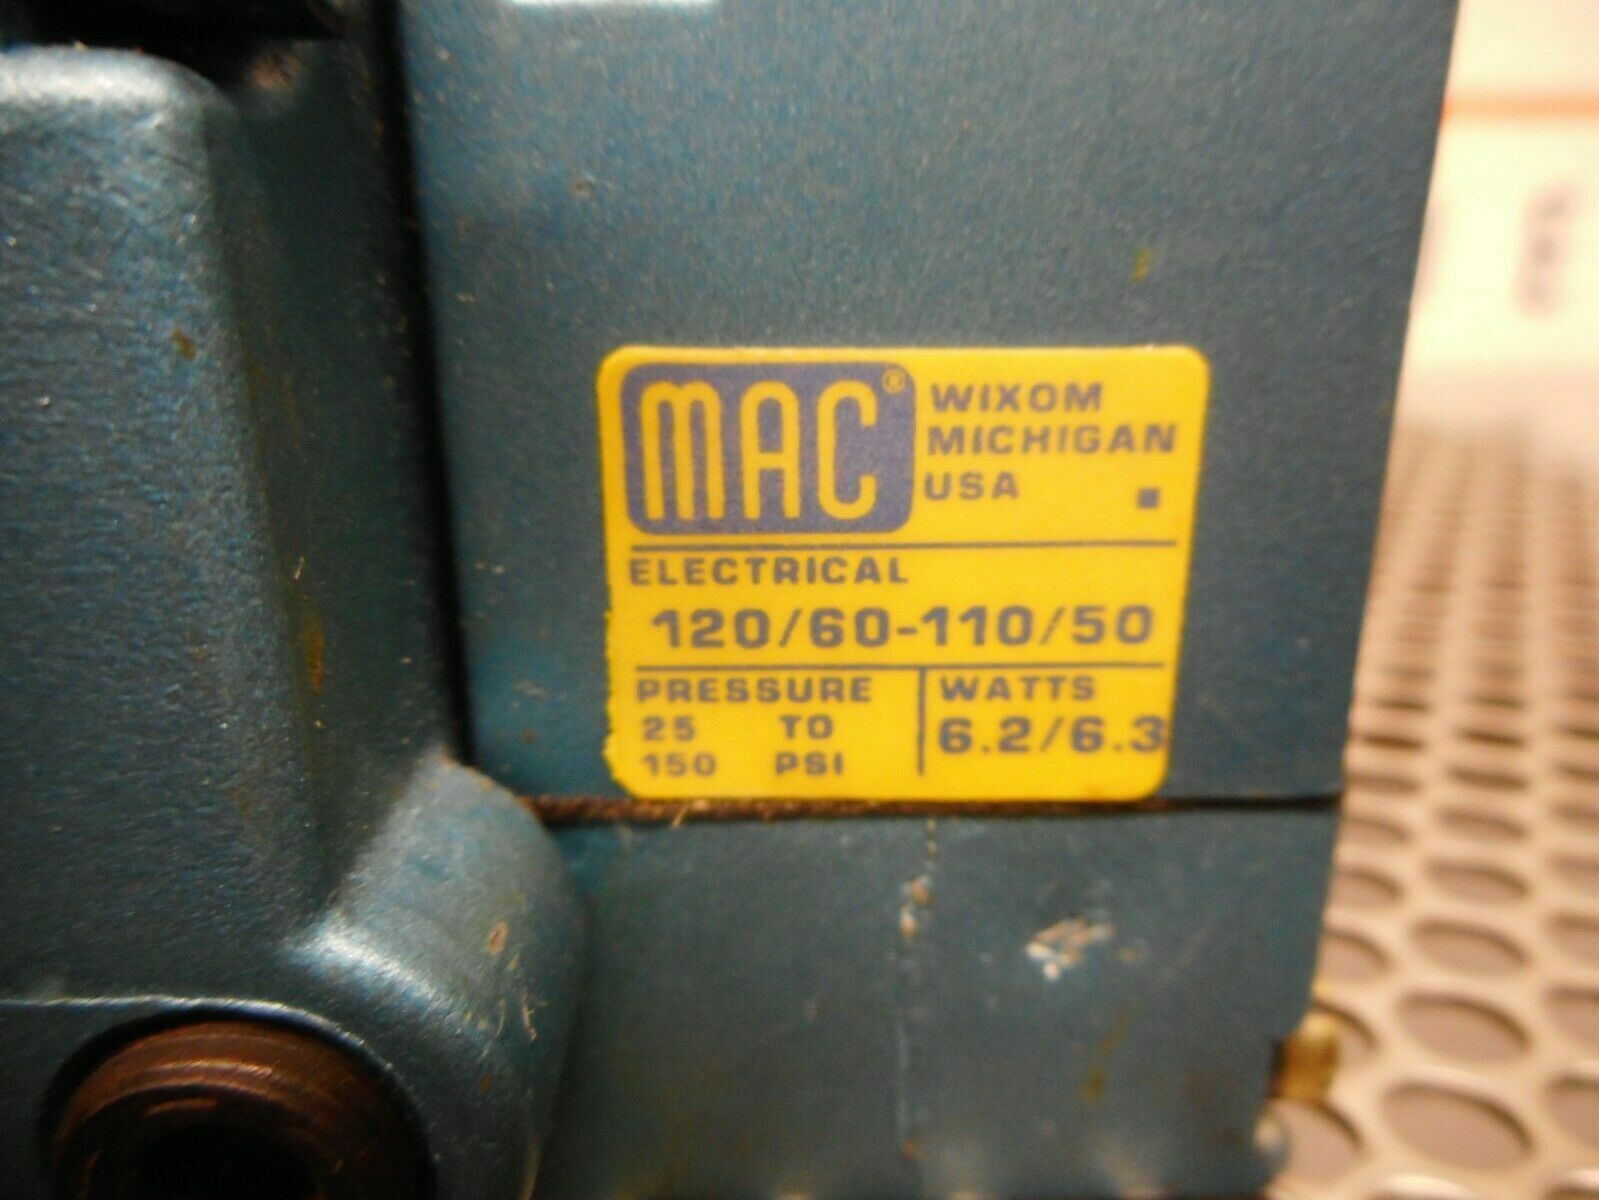 MAC®
WIXOM
MICHIGAN
USA
ELECTRICAL
120/60-110/50
PRESSURE
25 TO
150 PSI
WATTS
6.2/6.3